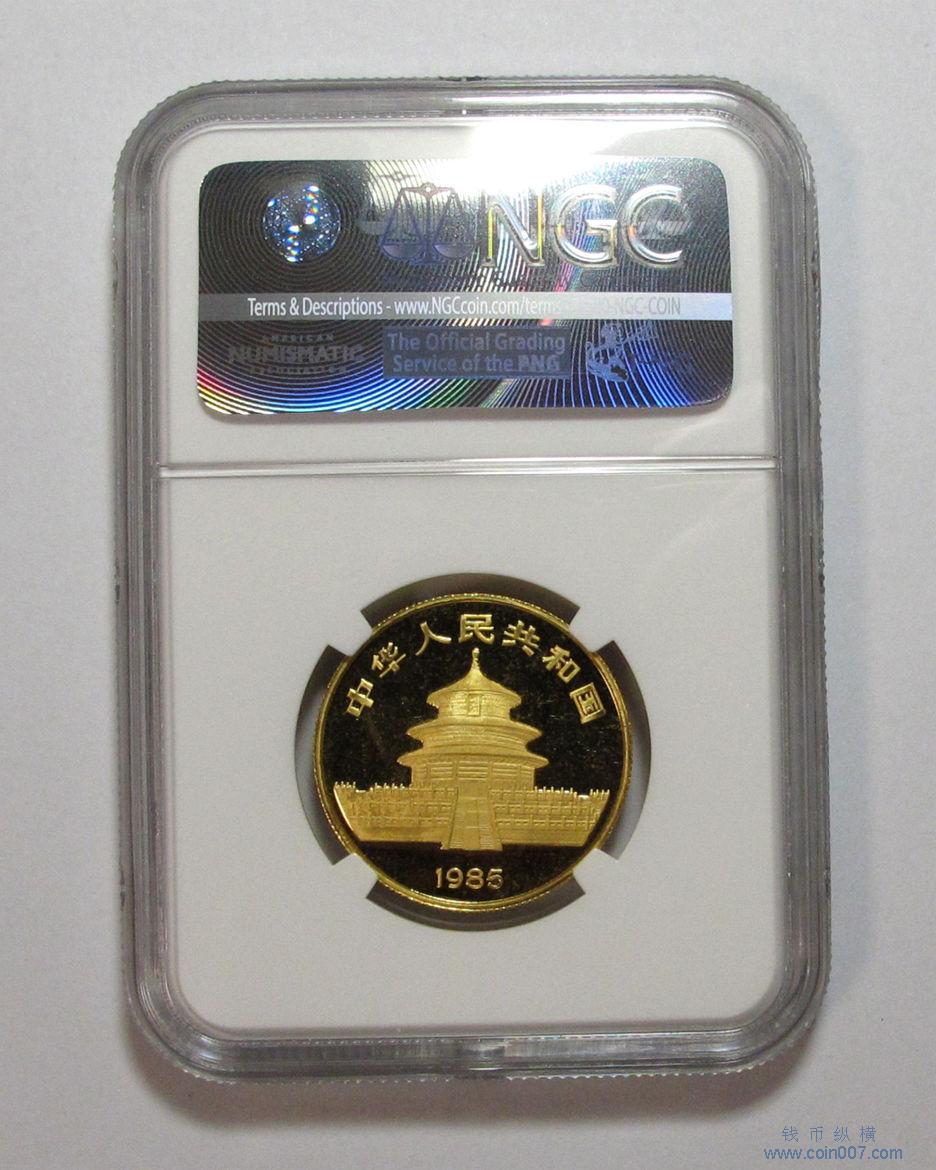 NGC
Terms & Descriptions - www.NGCcoin.com/terms - NGC-COIN
AMERICAN
NUMISMATIC
ASSOCIATION
The Official Grading
Service of the PNG
中华人民共和国
1985
钱币纵横
www.coin007.com